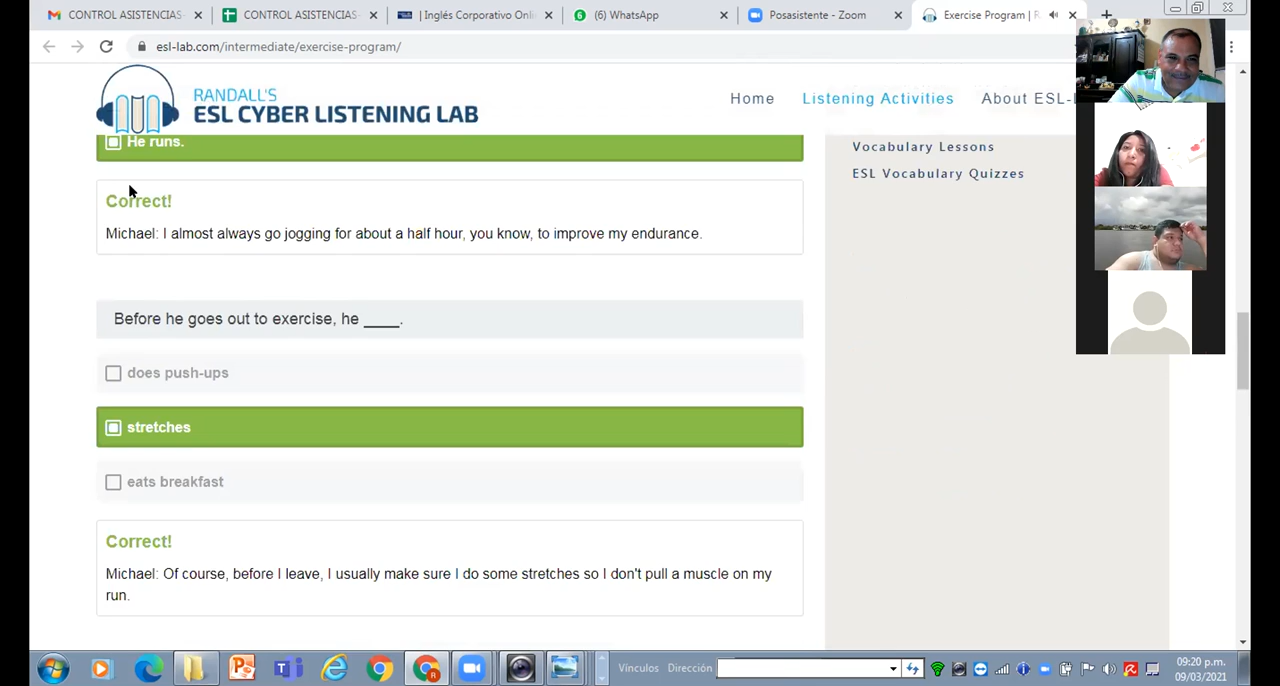 CONTROL ASISTENCIAS-
CONTROL ASISTENCIAS-
| Inglés Corporativo Onli
(6) WhatsApp
Posasistente - Zoom
Exercise Program | R
esl-lab.com/intermediate/exercise-program/
RANDALL'S
ESL CYBER LISTENING LAB
Home
Listening Activities
About ESL-L
He runs.
Vocabulary Lessons
ESL Vocabulary Quizzes
Correct!
Michael: I almost always go jogging for about a half hour, you know, to improve my endurance.
Before he goes out to exercise, he ____.
does push-ups
stretches
eats breakfast
Correct!
Michael: Of course, before I leave, I usually make sure I do some stretches so I don't pull a muscle on my
run.
Vínculos
Dirección
09:20 p.m.
09/03/2021